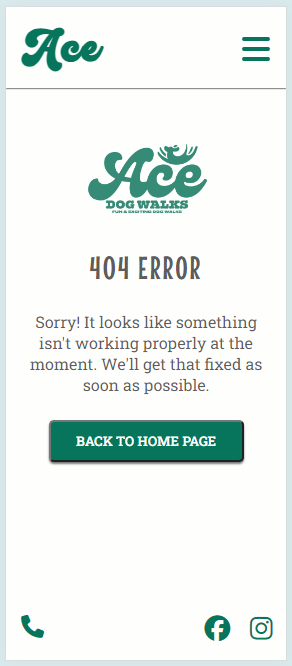 Ace
Ace
DOG WALKS
FUN & EXCITING DOG WALKS
404 ERROR
Sorry! It looks like something
isn't working properly at the
moment. We'll get that fixed as
soon as possible.
BACK TO HOME PAGE